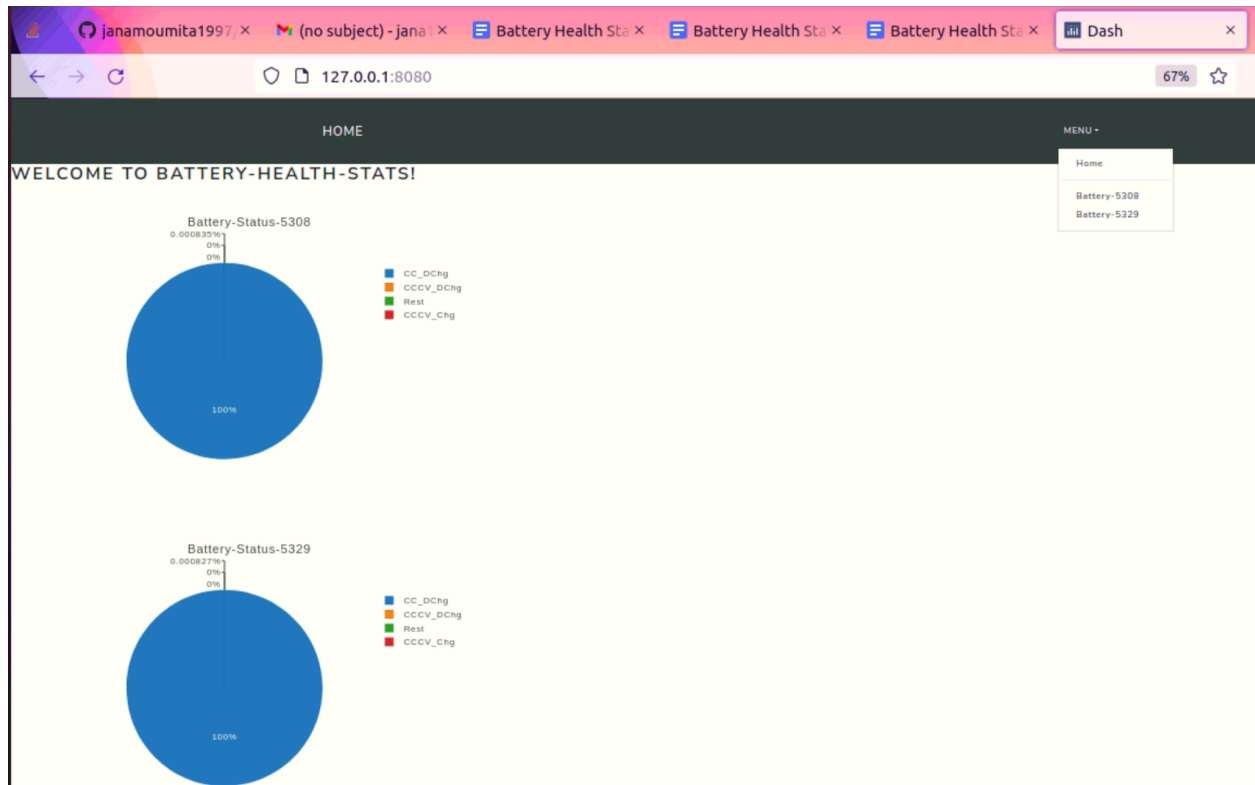 janamoumita1997/
(no subject) - jana1
Battery Health Sta
Battery Health Sta
Battery Health Sta
Dash
127.0.0.1:8080
67%
HOME
MENU
Home
Battery-5308
Battery-5329
WELCOME TO BATTERY-HEALTH-STATS!
Battery-Status-5308
0.000835%
0%
0%
CC_DChg
CCCV_DChg
Rest
CCCV_Chg
100%
Battery-Status-5329
0.000827%
0%
0%
CC_DChg
CCCV_DChg
Rest
CCCV_Chg
100%